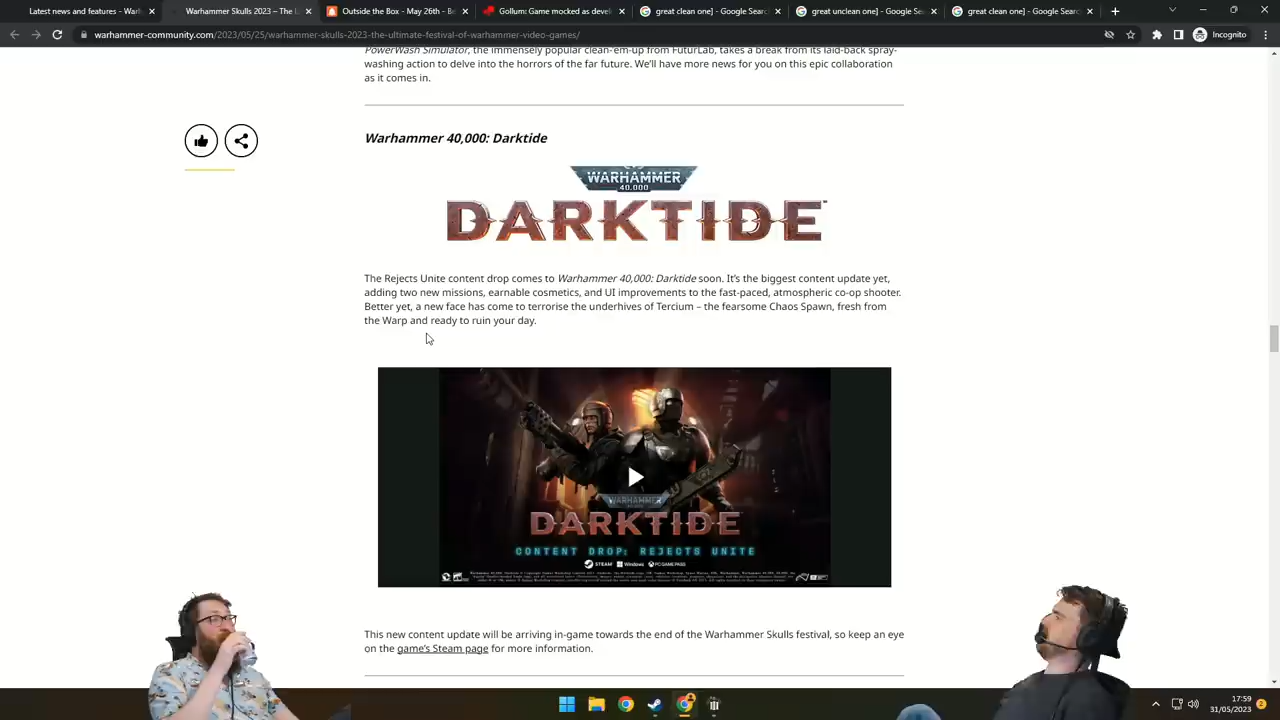 Latest news and features - Warh
Warhammer Skulls 2023 – The U
Outside the Box - May 26th - Be
Gollum: Game mocked as devel
great clean one] - Google Searc
great unclean one] - Google Se
great clean one] - Google Searc
warhammer-community.com/2023/05/25/warhammer-skulls-2023-the-ultimate-festival-of-warhammer-video-games/
Incognito
PowerWash Simulator, the immensely popular clean-em-up from FuturLab, takes a break from its laid-back spray-
washing action to delve into the horrors of the far future. We'll have more news for you on this epic collaboration
as it comes in.
Warhammer 40,000: Darktide
WARHAMMER
40.000
DARKTIDE
The Rejects Unite content drop comes to Warhammer 40,000: Darktide soon. It's the biggest content update yet,
adding two new missions, earnable cosmetics, and UI improvements to the fast-paced, atmospheric co-op shooter.
Better yet, a new face has come to terrorise the underhives of Tercium – the fearsome Chaos Spawn, fresh from
the Warp and ready to ruin your day.
WARHAMMER
DARKTIDE
CONTENT DROP: REJECTS UNITE
STEAM Windows PC GAME PASS
This new content update will be arriving in-game towards the end of the Warhammer Skulls festival, so keep an eye
on the game's Steam page for more information.
17:59
31/05/2023
2